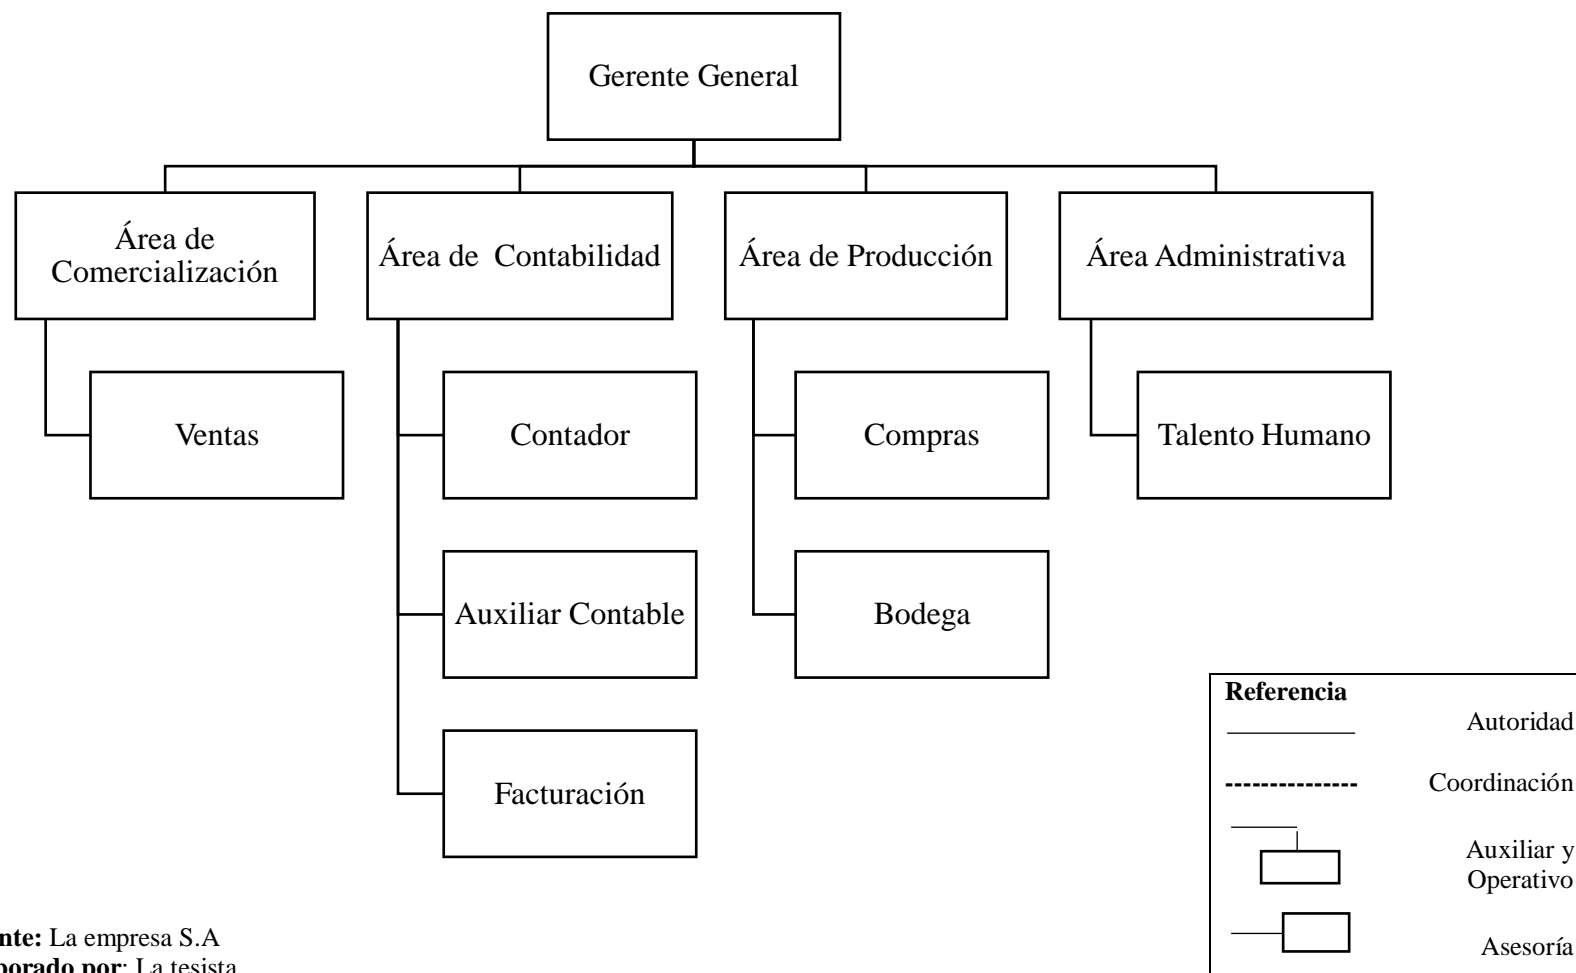 Gerente General
Área de
Comercialización
Área de  Contabilidad
Área de Producción
Área Administrativa
Ventas
Contador
Compras
Talento Humano
Auxiliar Contable
Bodega
Facturación
Referencia
Autoridad
Coordinación
Auxiliar y
Operativo
Asesoría
nte: La empresa S.A
borado por: La tesista